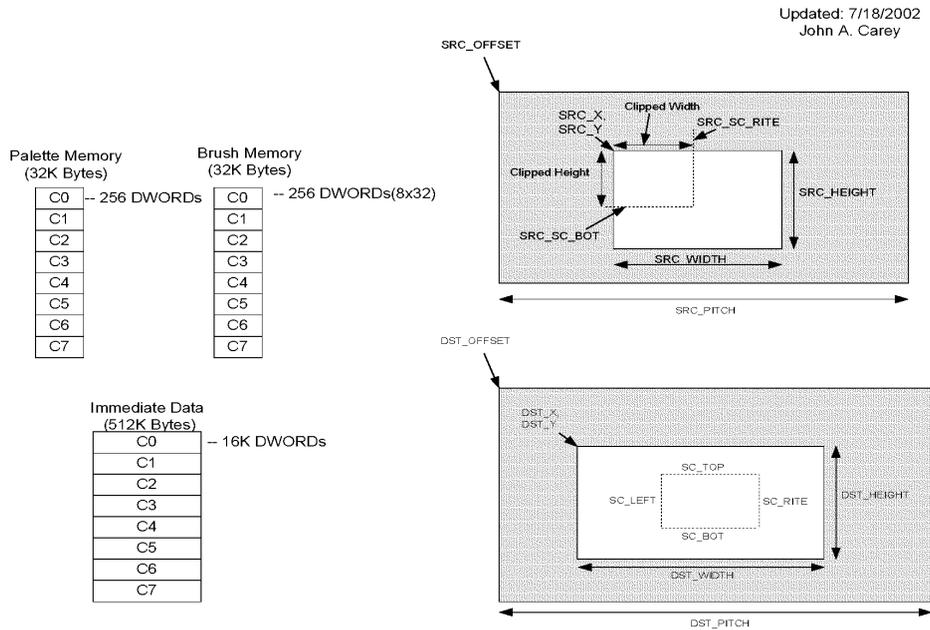 Updated: 7/18/2002
John A. Carey
SRC_OFFSET
Clipped Width
SRC_X,
SRC_Y
SRC_SC_RITE
Clipped Height
SRC_HEIGHT
SRC_SC_BOT
SRC_WIDTH
SRC_PITCH
Palette Memory
(32K Bytes)
C0
-- 256 DWORDs
C1
C2
C3
C4
C5
C6
C7
Brush Memory
(32K Bytes)
C0
-- 256 DWORDs(8x32)
C1
C2
C3
C4
C5
C6
C7
DST_OFFSET
DST_X,
DST_Y
SC_TOP
SC_LEFT
SC_RITE
DST_HEIGHT
SC_BOT
DST_WIDTH
DST_PITCH
Immediate Data
(512K Bytes)
C0
-- 16K DWORDs
C1
C2
C3
C4
C5
C6
C7